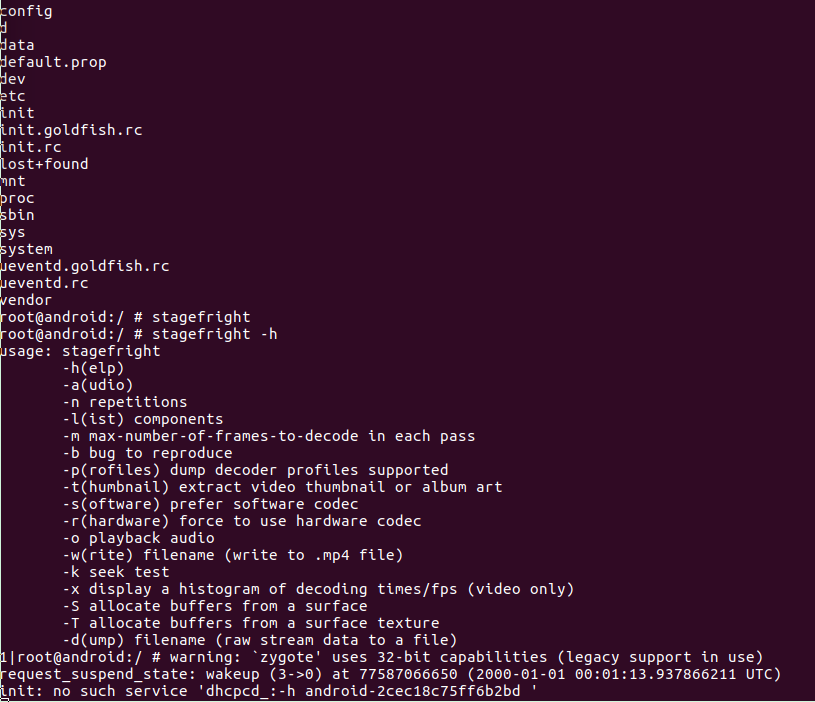 config
d
data
default.prop
dev
etc
init
init.goldfish.rc
init.rc
lost+found
mnt
proc
sbin
sys
system
ueventd.goldfish.rc
ueventd.rc
vendor
root@android:/ # stagefright
root@android:/ # stagefright -h
usage: stagefright
       -h(elp)
       -a(udio)
       -n repetitions
       -l(ist) components
       -m max-number-of-frames-to-decode in each pass
       -b bug to reproduce
       -p(rofiles) dump decoder profiles supported
       -t(humbnail) extract video thumbnail or album art
       -s(oftware) prefer software codec
       -r(hardware) force to use hardware codec
       -o playback audio
       -w(rite) filename (write to .mp4 file)
       -k seek test
       -x display a histogram of decoding times/fps (video only)
       -S allocate buffers from a surface
       -T allocate buffers from a surface texture
       -d(ump) filename (raw stream data to a file)
1|root@android:/ # warning: `zygote' uses 32-bit capabilities (legacy support in use)
request_suspend_state: wakeup (3->0) at 77587066650 (2000-01-01 00:01:13.937866211 UTC)
init: no such service 'dhcpcd_:-h android-2cec18c75ff6b2bd '